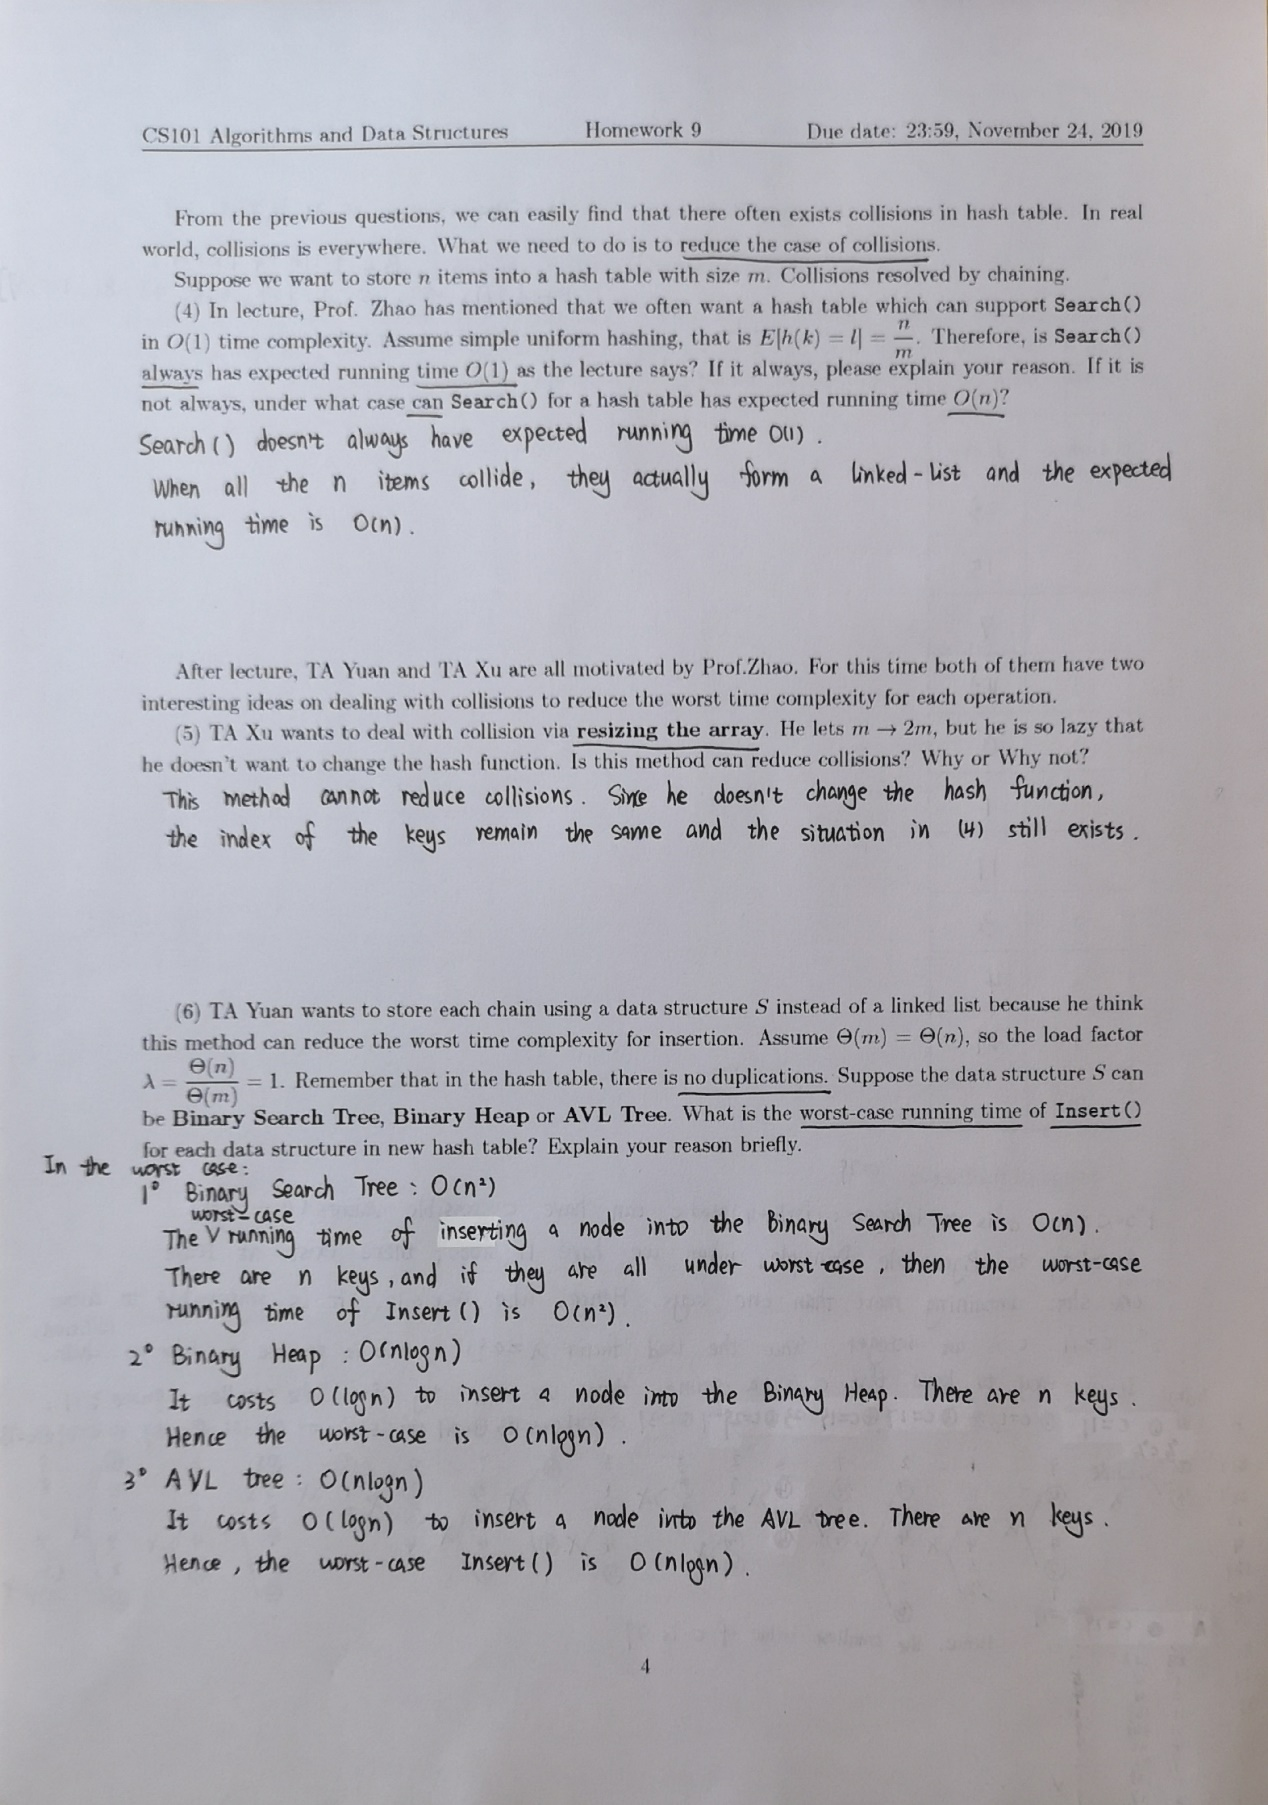 CS101 Algorithms and Data Structures Homework 9 Due date: 23:59, November 24, 2019
From the previous questions, we can easily find that there often exists collisions in hash table. In real
world, collisions is everywhere. What we need to do is to reduce the case of collisions.
Suppose we want to store n items into a hash table with size m. Collisions resolved by chaining.
(4) In lecture, Prof. Zhao has mentioned that we often want a hash table which can support Search()
in O(1) time complexity. Assume simple uniform hashing, that is E|h(k) = l| = n/m. Therefore, is Search()
always has expected running time O(1) as the lecture says? If it always, please explain your reason. If it is
not always, under what case can Search() for a hash table has expected running time O(n)?
Search() doesn't always have expected running time O(1).
When all the n items collide, they actually form a linked-list and the expected
running time is O(n).
After lecture, TA Yuan and TA Xu are all motivated by Prof.Zhao. For this time both of them have two
interesting ideas on dealing with collisions to reduce the worst time complexity for each operation.
(5) TA Xu wants to deal with collision via resizing the array. He lets m → 2m, but he is so lazy that
he doesn't want to change the hash function. Is this method can reduce collisions? Why or Why not?
This method cannot reduce collisions. Since he doesn't change the hash function,
the index of the keys remain the same and the situation in (4) still exists.
(6) TA Yuan wants to store each chain using a data structure S instead of a linked list because he think
this method can reduce the worst time complexity for insertion. Assume Θ(m) = Θ(n), so the load factor
λ = Θ(n)/Θ(m) = 1. Remember that in the hash table, there is no duplications. Suppose the data structure S can
be Binary Search Tree, Binary Heap or AVL Tree. What is the worst-case running time of Insert()
for each data structure in new hash table? Explain your reason briefly.
In the worst case:
1° Binary Search Tree : O(n²)
worst-case
The V running time of inserting a node into the Binary Search Tree is O(n).
There are n keys, and if they are all under worst case, then the worst-case
running time of Insert() is O(n²).
2° Binary Heap : O(nlogn)
It costs O(logn) to insert a node into the Binary Heap. There are n keys.
Hence the worst-case is O(nlogn).
3° AVL tree : O(nlogn)
It costs O(logn) to insert a node into the AVL tree. There are n keys.
Hence, the worst-case Insert() is O(nlogn).
4